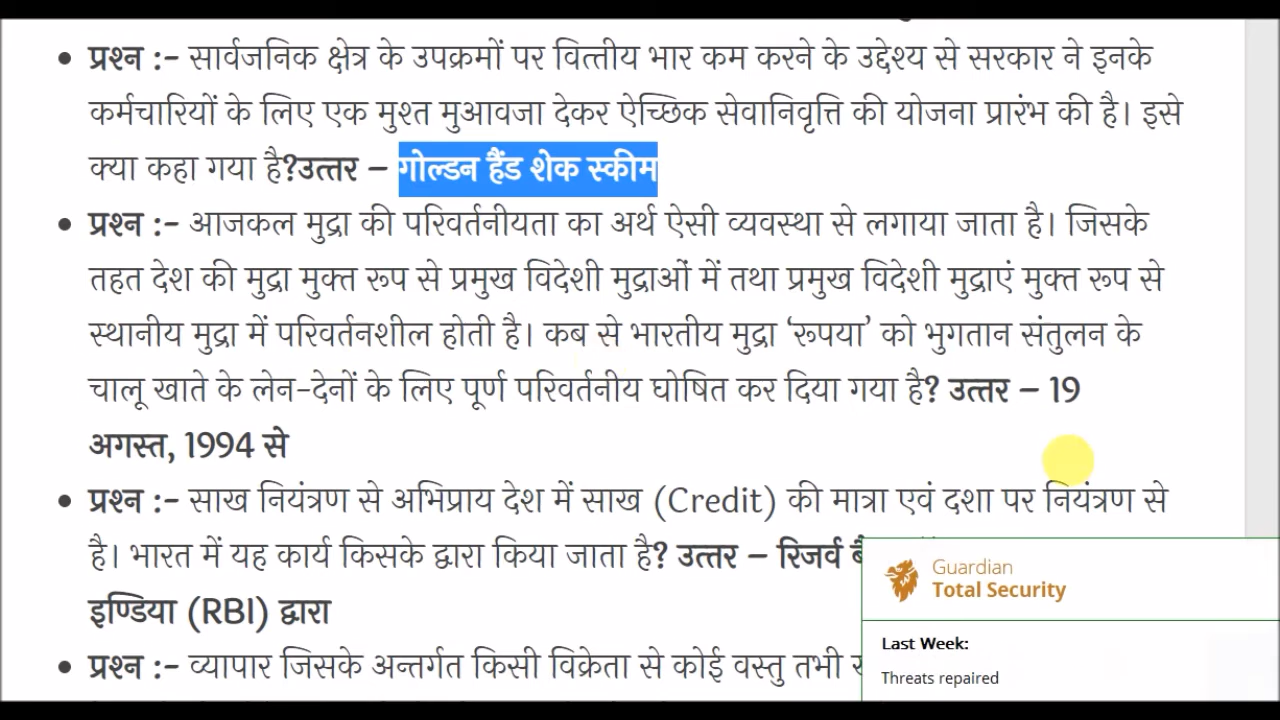 प्रश्न :– सार्वजनिक क्षेत्र के उपक्रमों पर वित्तीय भार कम करने के उद्देश्य से सरकार ने इनके
कर्मचारियों के लिए एक मुश्त मुआवजा देकर ऐच्छिक सेवानिवृत्ति की योजना प्रारंभ की है। इसे
क्या कहा गया है?उत्तर – गोल्डन हैंड शेक स्कीम
प्रश्न :– आजकल मुद्रा की परिवर्तनीयता का अर्थ ऐसी व्यवस्था से लगाया जाता है। जिसके
तहत देश की मुद्रा मुक्त रूप से प्रमुख विदेशी मुद्राओं में तथा प्रमुख विदेशी मुद्राएं मुक्त रूप से
स्थानीय मुद्रा में परिवर्तनशील होती है। कब से भारतीय मुद्रा ‘रूपया’ को भुगतान संतुलन के
चालू खाते के लेन-देनों के लिए पूर्ण परिवर्तनीय घोषित कर दिया गया है? उत्तर – 19
अगस्त, 1994 से
प्रश्न :– साख नियंत्रण से अभिप्राय देश में साख (Credit) की मात्रा एवं दशा पर नियंत्रण से
है। भारत में यह कार्य किसके द्वारा किया जाता है? उत्तर – रिजर्व
इण्डिया (RBI) द्वारा
प्रश्न :– व्यापार जिसके अन्तर्गत किसी विक्रेता से कोई वस्तु तभी
Guardian
Total Security
Last Week:
Threats repaired